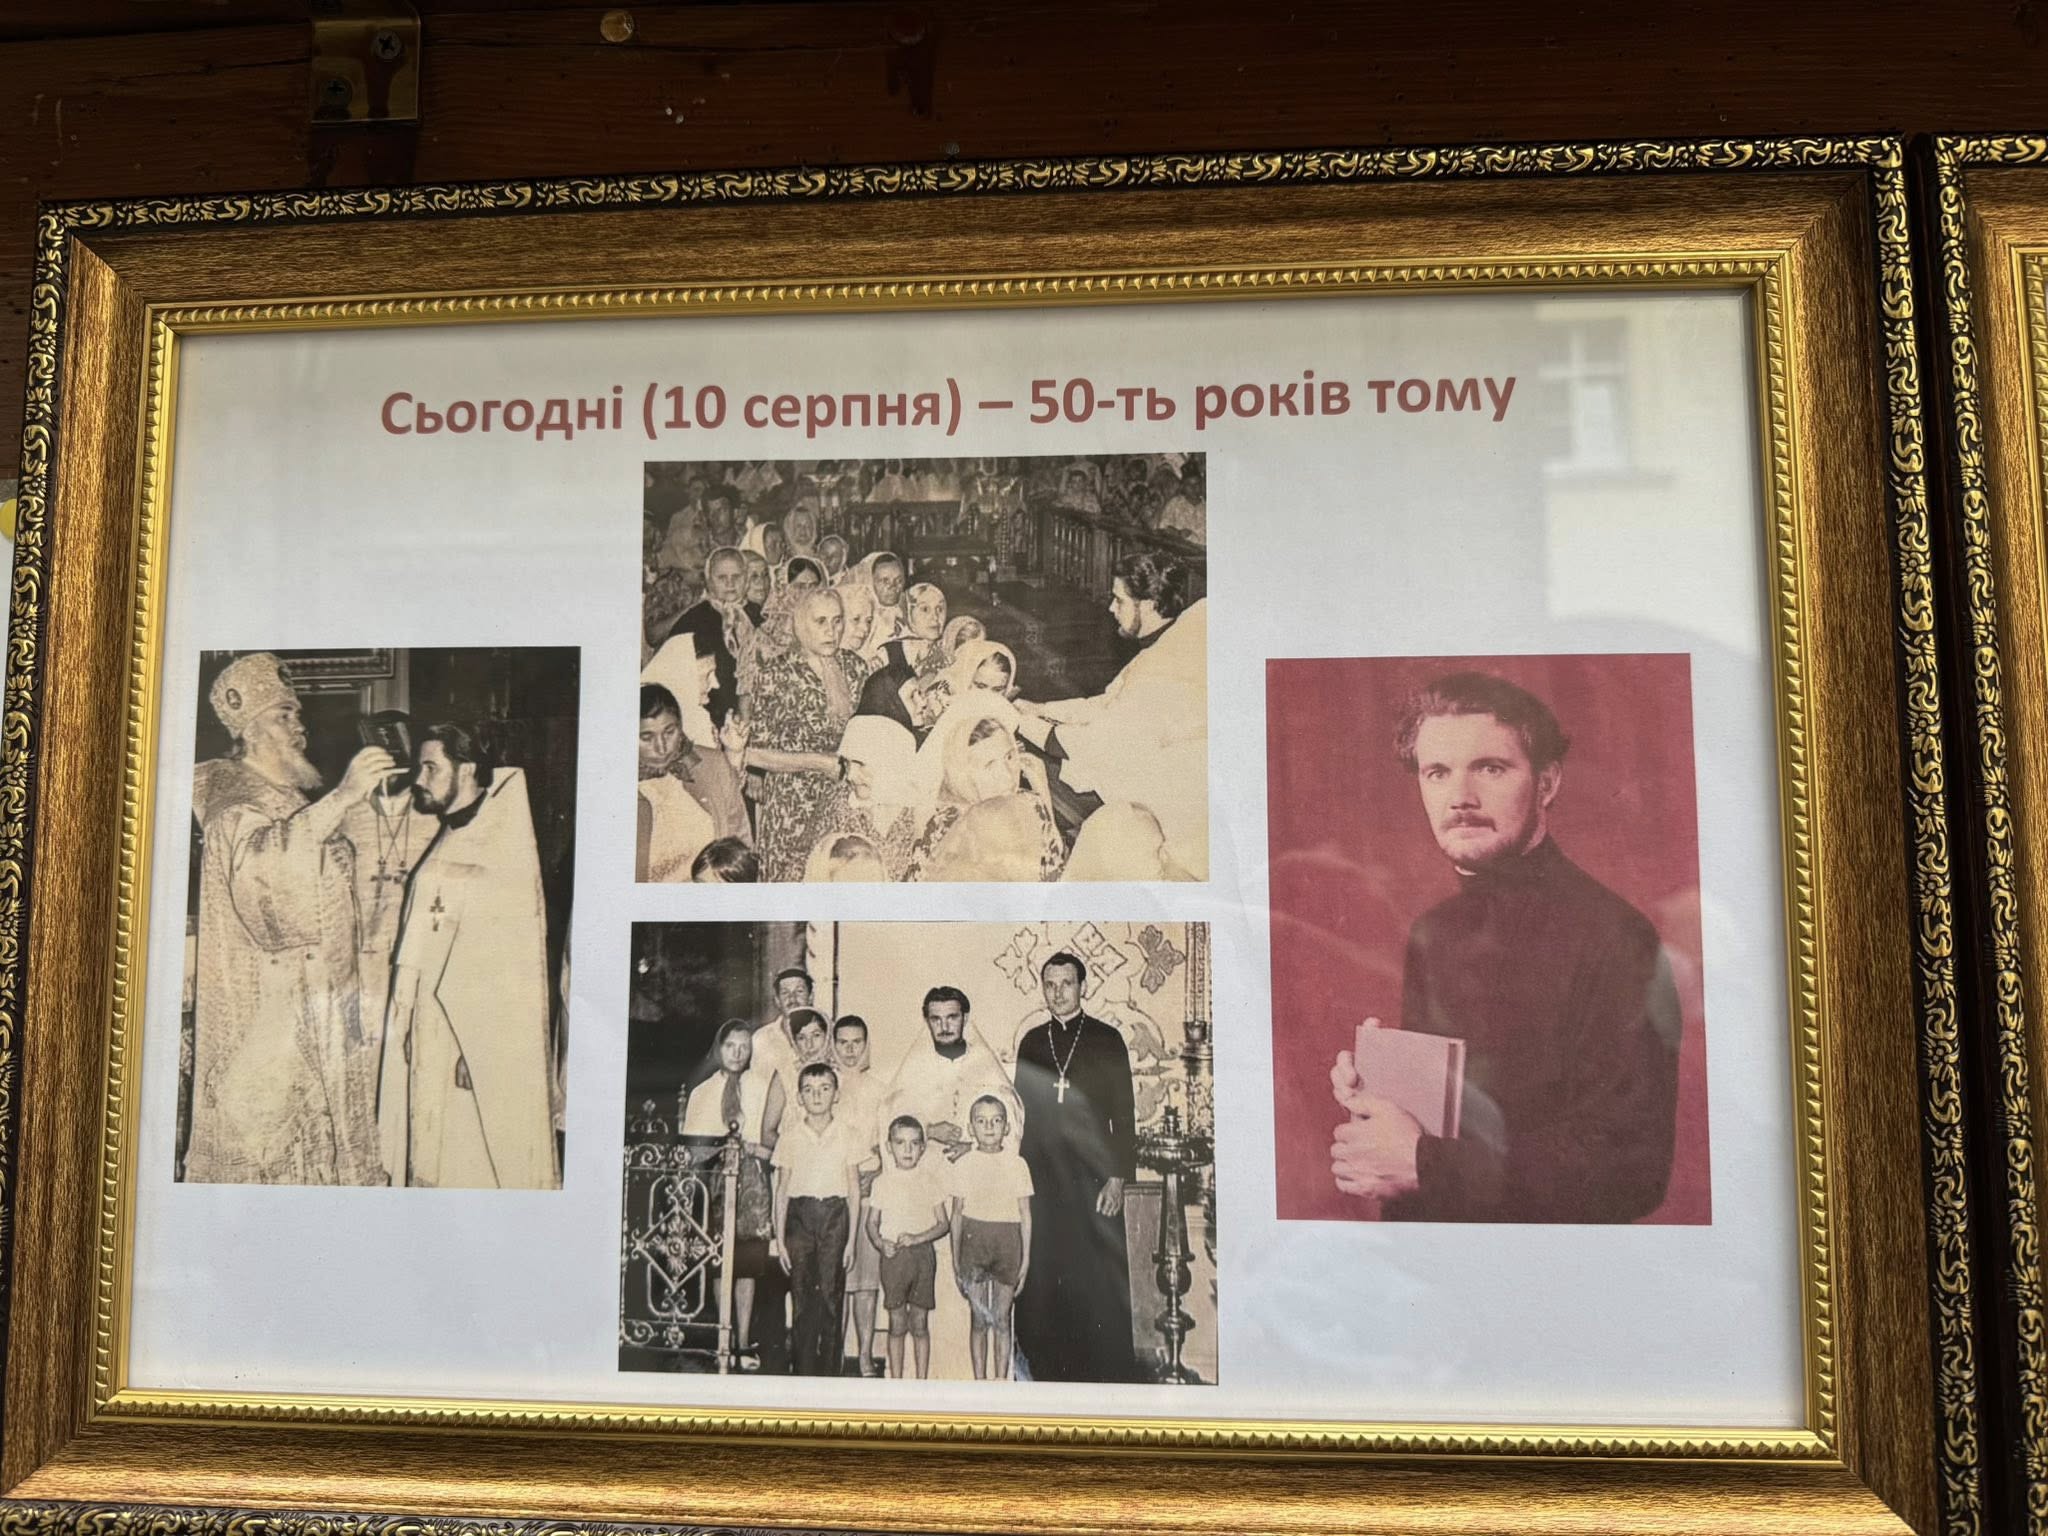 Сьогодні (10 серпня) – 50-ть років тому